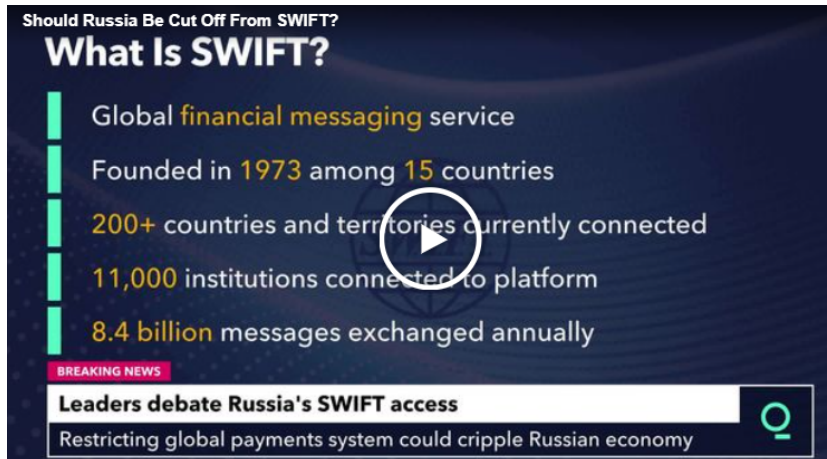 Should Russia Be Cut Off From SWIFT?
What Is SWIFT?
Global financial messaging service
Founded in 1973 among 15 countries
200+ countries and territories currently connected
11,000 institutions connected to platform
8.4 billion messages exchanged annually
BREAKING NEWS
Leaders debate Russia's SWIFT access
Restricting global payments system could cripple Russian economy